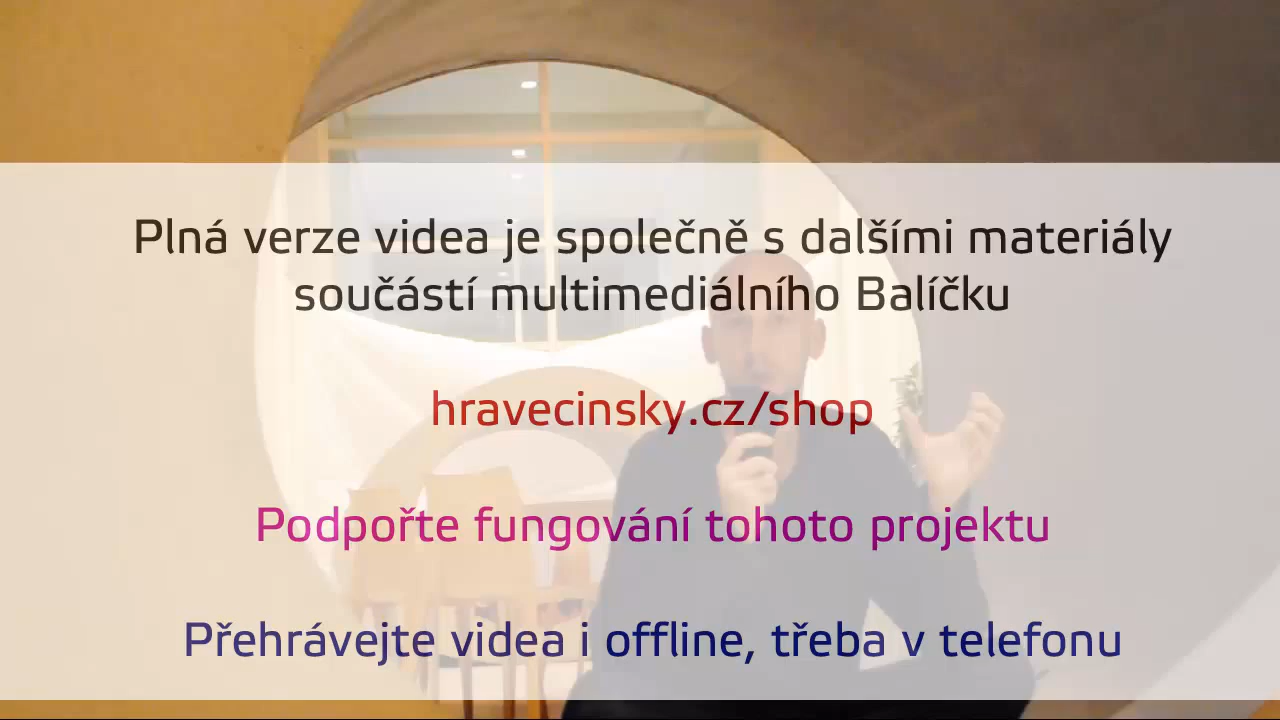 Plná verze videa je společně s dalšími materiály
součástí multimediálního Balíčku
hravecinsky.cz/shop
Podpořte fungování tohoto projektu
Přehrávejte videa i offline, třeba v telefonu